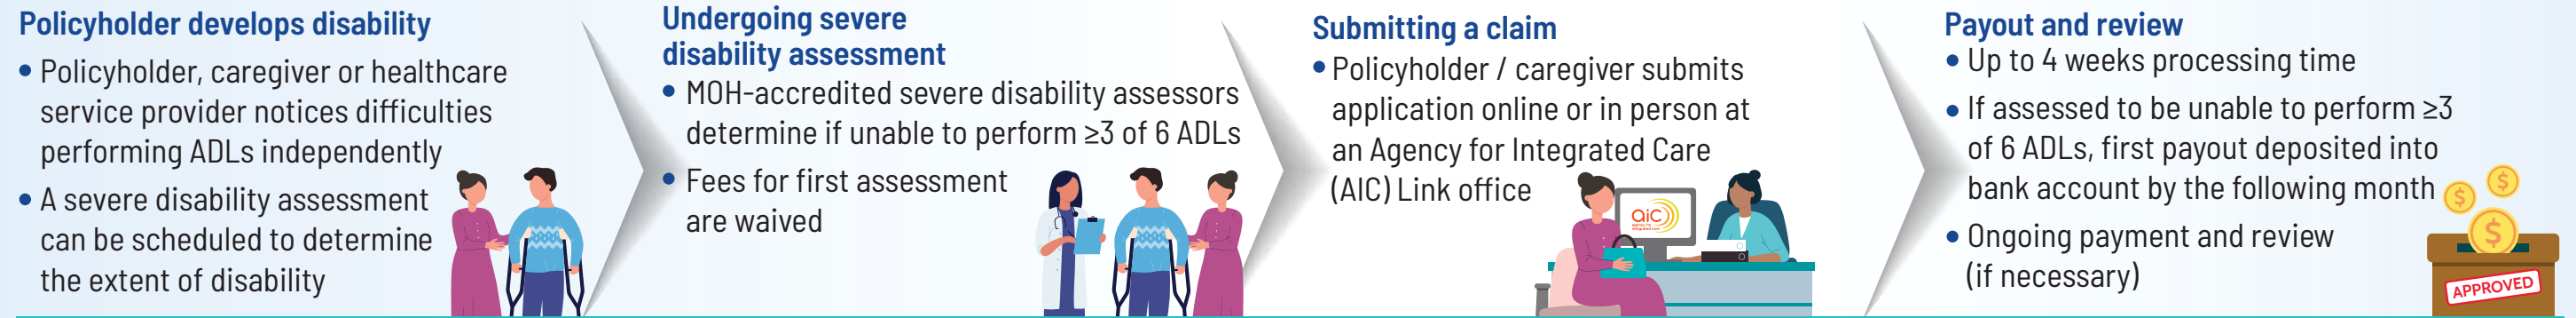 Policyholder develops disability
• Policyholder, caregiver or healthcare
service provider notices difficulties
performing ADLs independently
• A severe disability assessment
can be scheduled to determine
the extent of disability
Undergoing severe
disability assessment
• MOH-accredited severe disability assessors
determine if unable to perform ≥3 of 6 ADLs
• Fees for first assessment
are waived
Submitting a claim
• Policyholder / caregiver submits
application online or in person at
an Agency for Integrated Care
(AIC) Link office
aic
agency for
integrated care
Payout and review
• Up to 4 weeks processing time
• If assessed to be unable to perform ≥3
of 6 ADLs, first payout deposited into
bank account by the following month
• Ongoing payment and review
(if necessary)
$
$
$
APPROVED